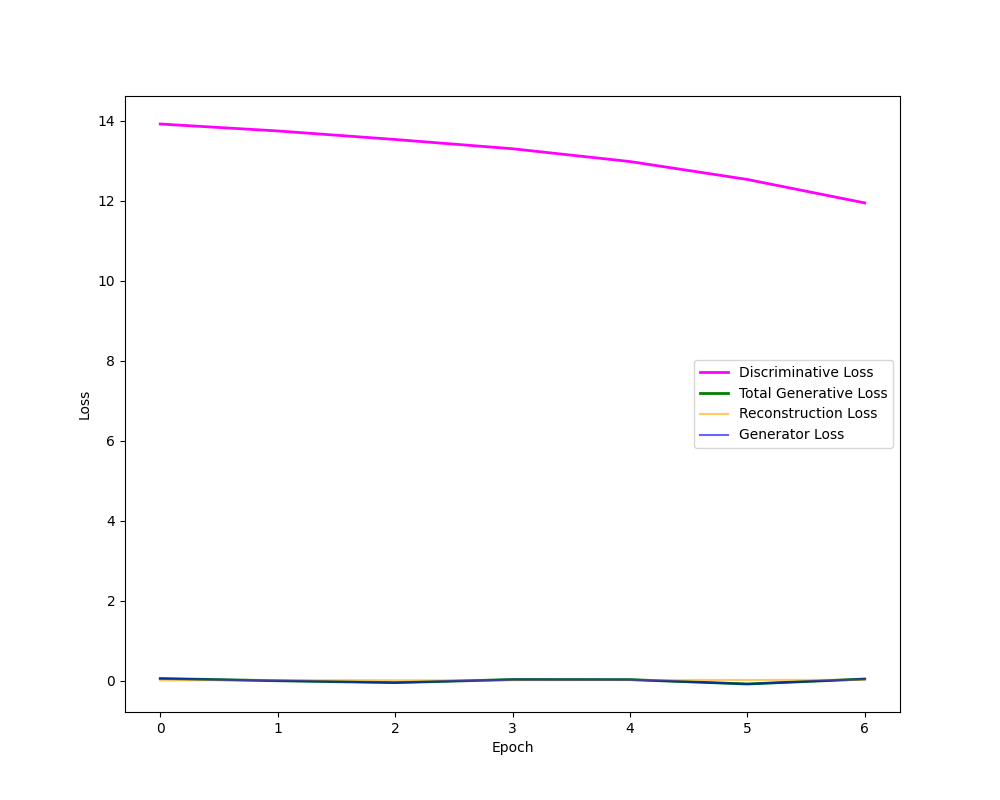 14
12
10
8
6
4
2
0
Loss
Discriminative Loss
Total Generative Loss
Reconstruction Loss
Generator Loss
0 1 2 3 4 5 6
Epoch